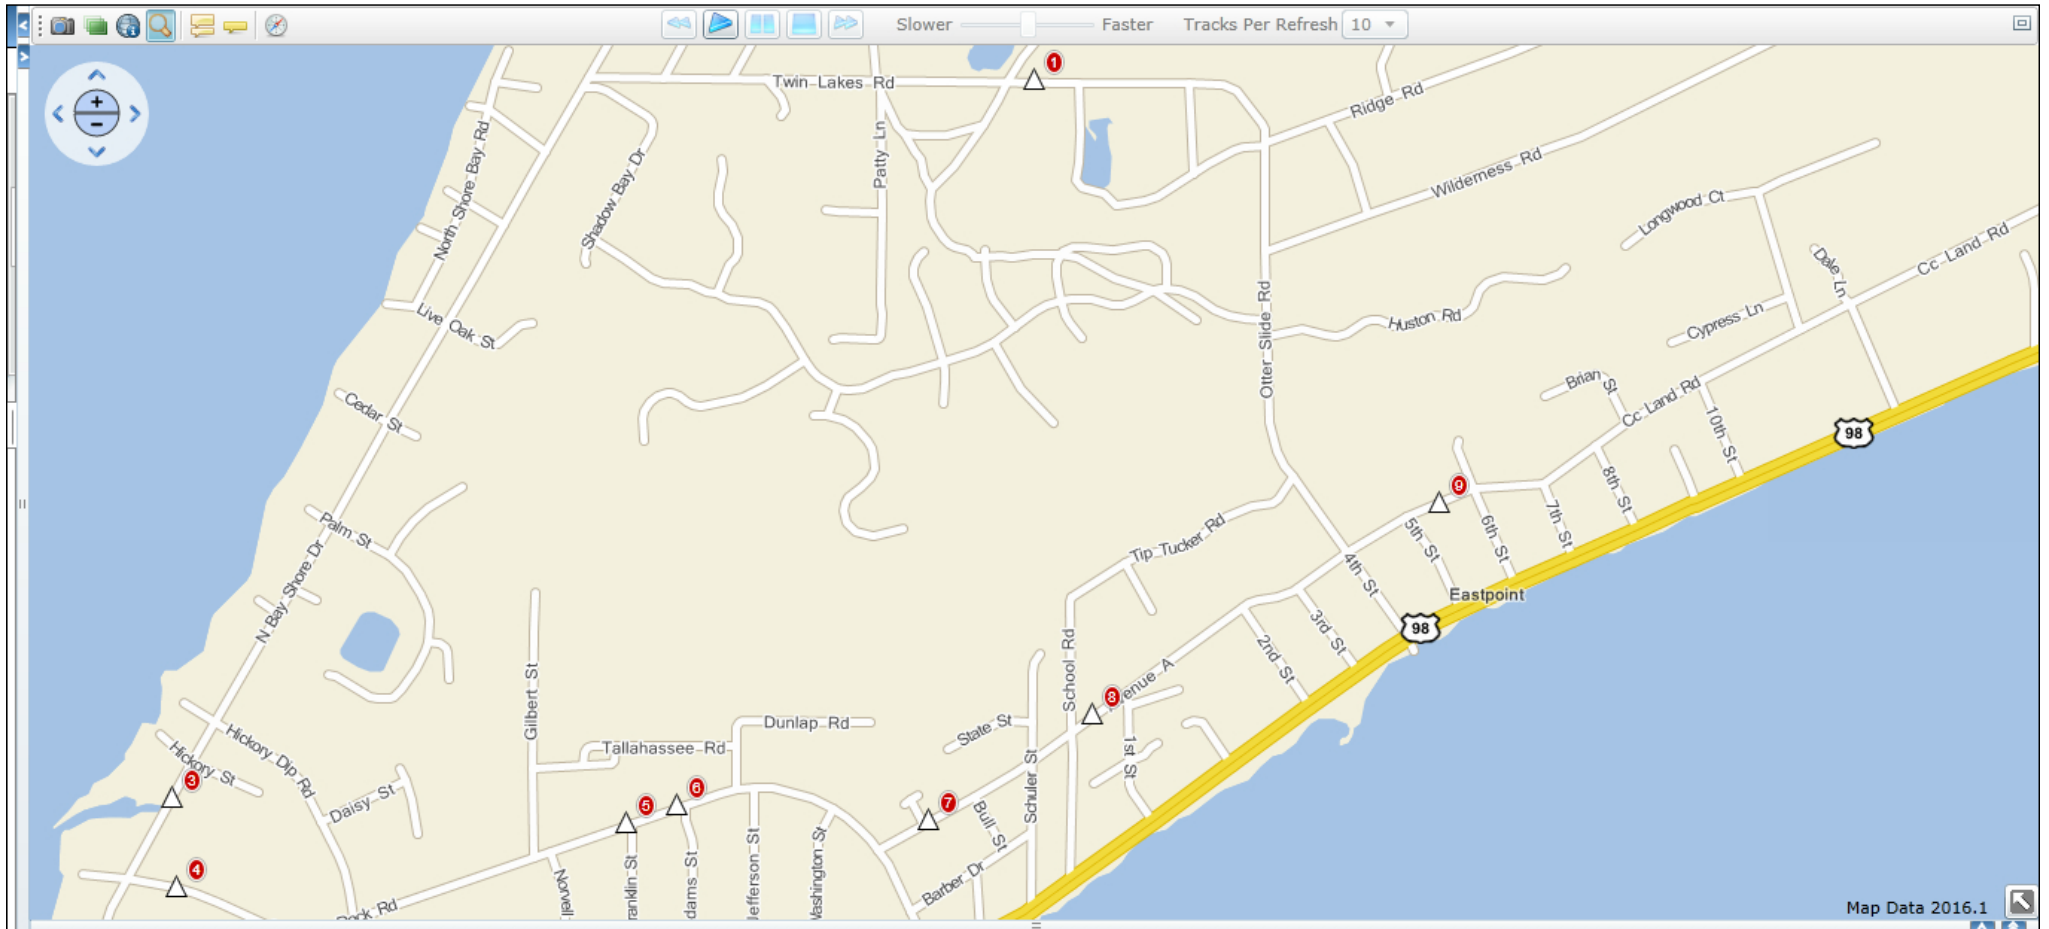 Slower Faster Tracks Per Refresh 10
1
Twin Lakes Rd
Ridge Rd
North Shore Bay Rd
Patty Ln
Shadow Bay Dr
Wilderness Rd
Longwood Ct
Cc Land Rd
Dale Ln
Live Oak St
Otter Slide Rd
Huston Rd
Cypress Ln
Brian St
Cc Land Rd
Cedar St
10th St
98
9
8th St
7th St
6th St
5th St
Palm St
Tip Tucker Rd
4th St
N Bay Shore Dr
Eastpoint
98
3rd St
2nd St
School Rd
Gilbert St
8
enue A
Dunlap Rd
State St
Tallahassee Rd
Hickory Dip Rd
Hickory St
1st St
3
Daisy St
5
6
7
Schuler St
Bull St
4
Barber Dr
Norvell
ranklin St
dams St
Jefferson St
Washington St
Rock Rd
Map Data 2016.1